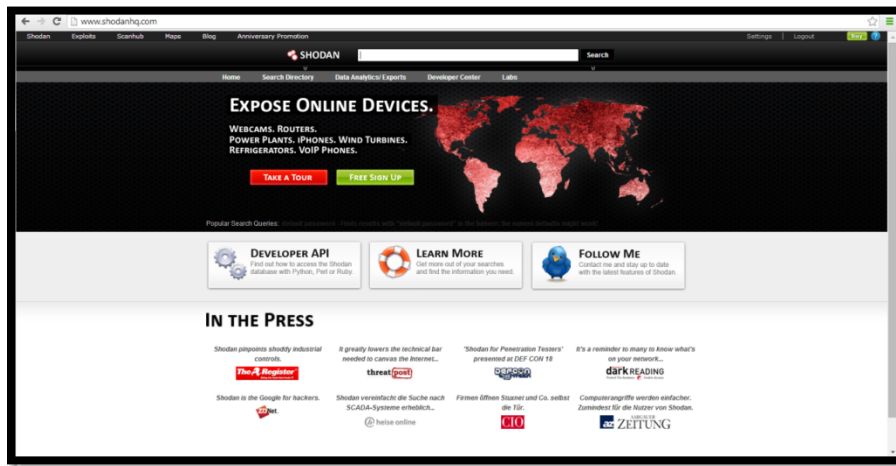 www.shodanhq.com
Shodan Exploits Scanhub Maps Blog Anniversary Promotion Settings | Logout Buy ?
SHODAN Search
Home Search Directory Data Analytics/Exports Developer Center Labs
EXPOSE ONLINE DEVICES.
WEBCAMS. ROUTERS.
POWER PLANTS. IPHONES. WIND TURBINES.
REFRIGERATORS. VOIP PHONES.
TAKE A TOUR FREE SIGN UP
Popular Search Queries:
DEVELOPER API
Find out how to access the Shodan
database with Python, Perl or Ruby.
LEARN MORE
Get more out of your searches
and find the information you need.
FOLLOW ME
Contact me and stay up to date
with the latest features of Shodan.
IN THE PRESS
Shodan pinpoints shoddy industrial
controls.
The Register
It greatly lowers the technical bar
needed to canvas the Internet...
threat post
'Shodan for Penetration Testers'
presented at DEF CON 18
DEFCON
It's a reminder to many to know what's
on your network...
dark READING
Shodan is the Google for hackers.
ZDNet.
Shodan vereinfacht die Suche nach
SCADA-Systeme erheblich...
heise online
Firmen öffnen Stuxnet und Co. selbst
die Tür.
CIO
Computerangriffe werden einfacher.
Zumindest für die Nutzer von Shodan.
az AARGAUER
ZEITUNG